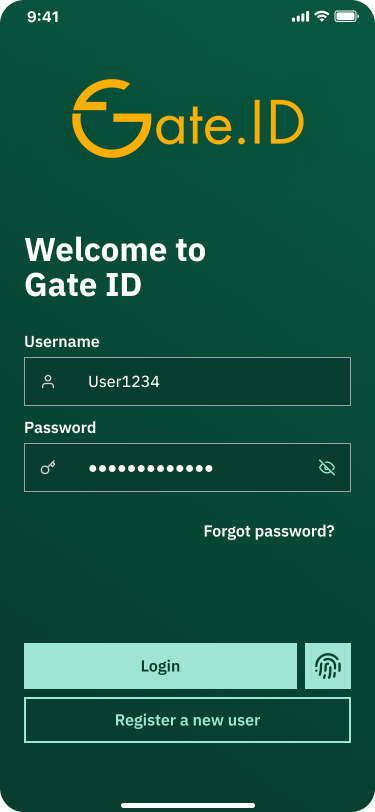 9:41
Gate.ID
Welcome to
Gate ID
Username
User1234
Password
●●●●●●●●●●●●●
Forgot password?
Login
Register a new user